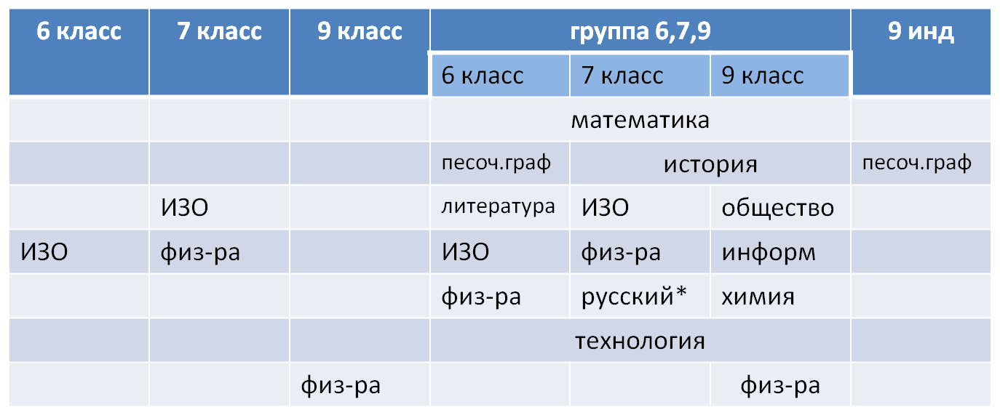 6 класс 7 класс 9 класс группа 6,7,9 9 инд
6 класс 7 класс 9 класс
математика
песоч.граф история песоч.граф
ИЗО литература ИЗО общество
ИЗО физ-ра ИЗО физ-ра информ
физ-ра русский* химия
технология
физ-ра физ-ра